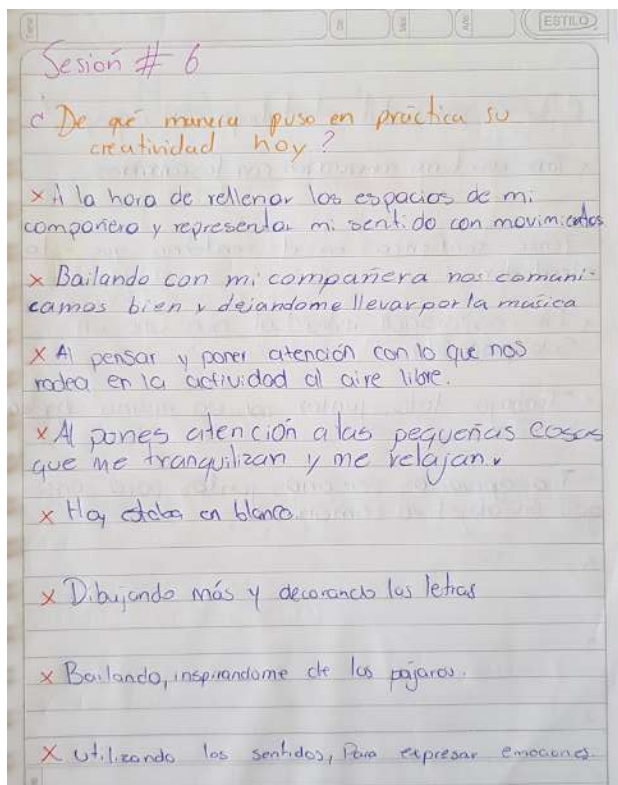 ESTILO
Sesión # 6
¿De qué manera puso en práctica su
creatividad hoy?
x A la hora de rellenar los espacios de mi
compañero y representar mi sentido con movimientos
x Bailando con mi compañera nos comuni-
camos bien y dejandome llevar por la musica
x Al pensar y poner atención con lo que nos
rodea en la actividad al aire libre.
x Al pones atención a las pequeñas cosas
que me tranquilizan y me relajan.
x Hoy estaba en blanco.
x Dibujando más y decorando las letras
x Bailando, inspirandome de los pájaros.
x Utilizando los sentidos, Para expresar emociones.